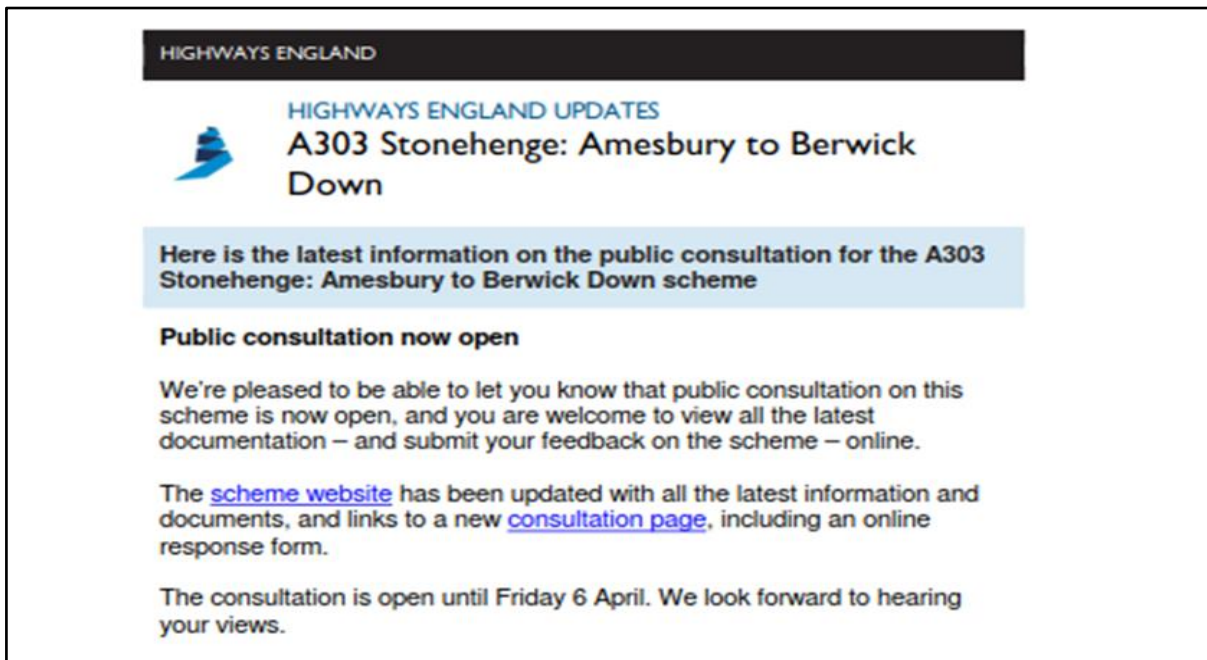 HIGHWAYS ENGLAND
HIGHWAYS ENGLAND UPDATES
A303 Stonehenge: Amesbury to Berwick
Down
Here is the latest information on the public consultation for the A303
Stonehenge: Amesbury to Berwick Down scheme
Public consultation now open
We're pleased to be able to let you know that public consultation on this
scheme is now open, and you are welcome to view all the latest
documentation – and submit your feedback on the scheme – online.
The scheme website has been updated with all the latest information and
documents, and links to a new consultation page, including an online
response form.
The consultation is open until Friday 6 April. We look forward to hearing
your views.